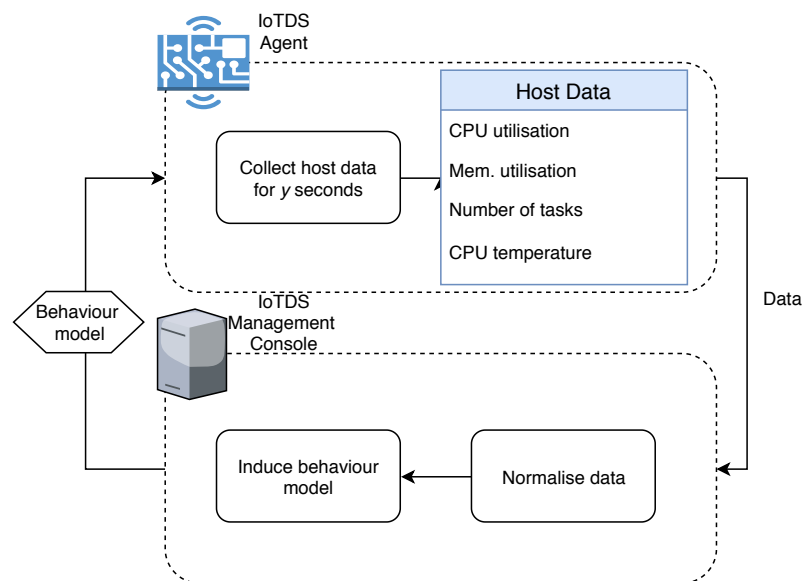 IoTDS
Agent
Host Data
CPU utilisation
Collect host data
for y seconds
Mem. utilisation
Number of tasks
CPU temperature
Behaviour
model
Data
IoTDS
Management
Console
Induce behaviour
model
Normalise data